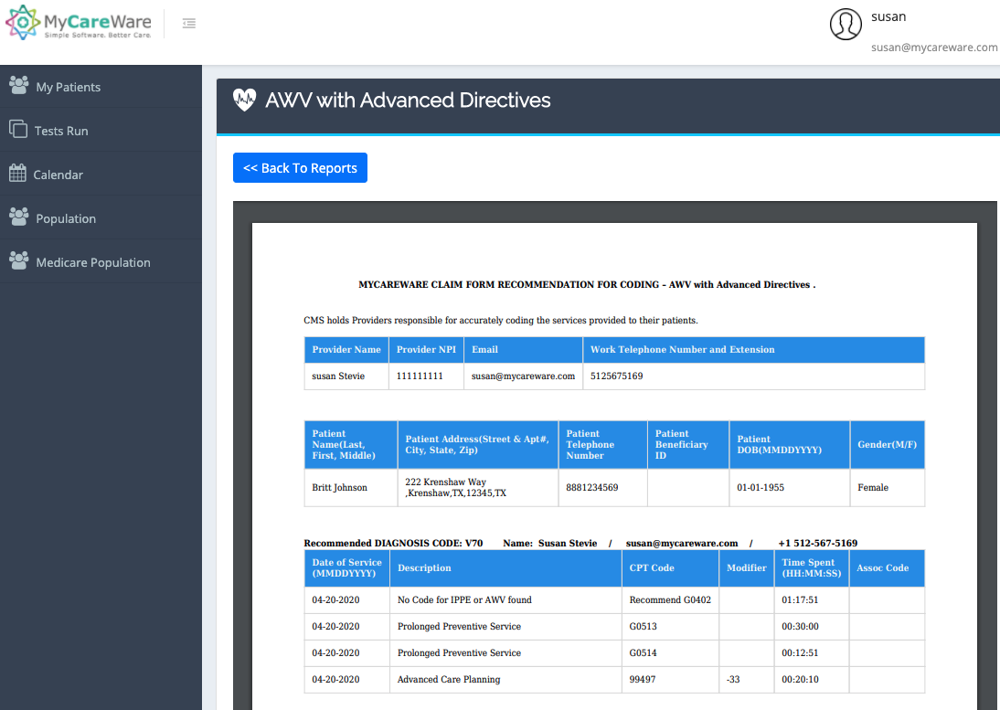 MyCareWare
Simple Software. Better Care.
susan
susan@mycareware.com
My Patients
Tests Run
Calendar
Population
Medicare Population
AWV with Advanced Directives
<< Back To Reports
MYCAREWARE CLAIM FORM RECOMMENDATION FOR CODING – AWV with Advanced Directives .
CMS holds Providers responsible for accurately coding the services provided to their patients.
Provider Name Provider NPI Email Work Telephone Number and Extension
susan Stevie 111111111 susan@mycareware.com 5125675169
Patient Name(Last, First, Middle) Patient Address(Street & Apt#, City, State, Zip) Patient Telephone Number Patient Beneficiary ID Patient DOB(MMDDYYYY) Gender(M/F)
Britt Johnson 222 Krenshaw Way ,Krenshaw,TX,12345,TX 8881234569 01-01-1955 Female
Recommended DIAGNOSIS CODE: V70 Name: Susan Stevie / susan@mycareware.com / +1 512-567-5169
Date of Service (MMDDYYYY) Description CPT Code Modifier Time Spent (HH:MM:SS) Assoc Code
04-20-2020 No Code for IPPE or AWV found Recommend G0402 01:17:51
04-20-2020 Prolonged Preventive Service G0513 00:30:00
04-20-2020 Prolonged Preventive Service G0514 00:12:51
04-20-2020 Advanced Care Planning 99497 -33 00:20:10